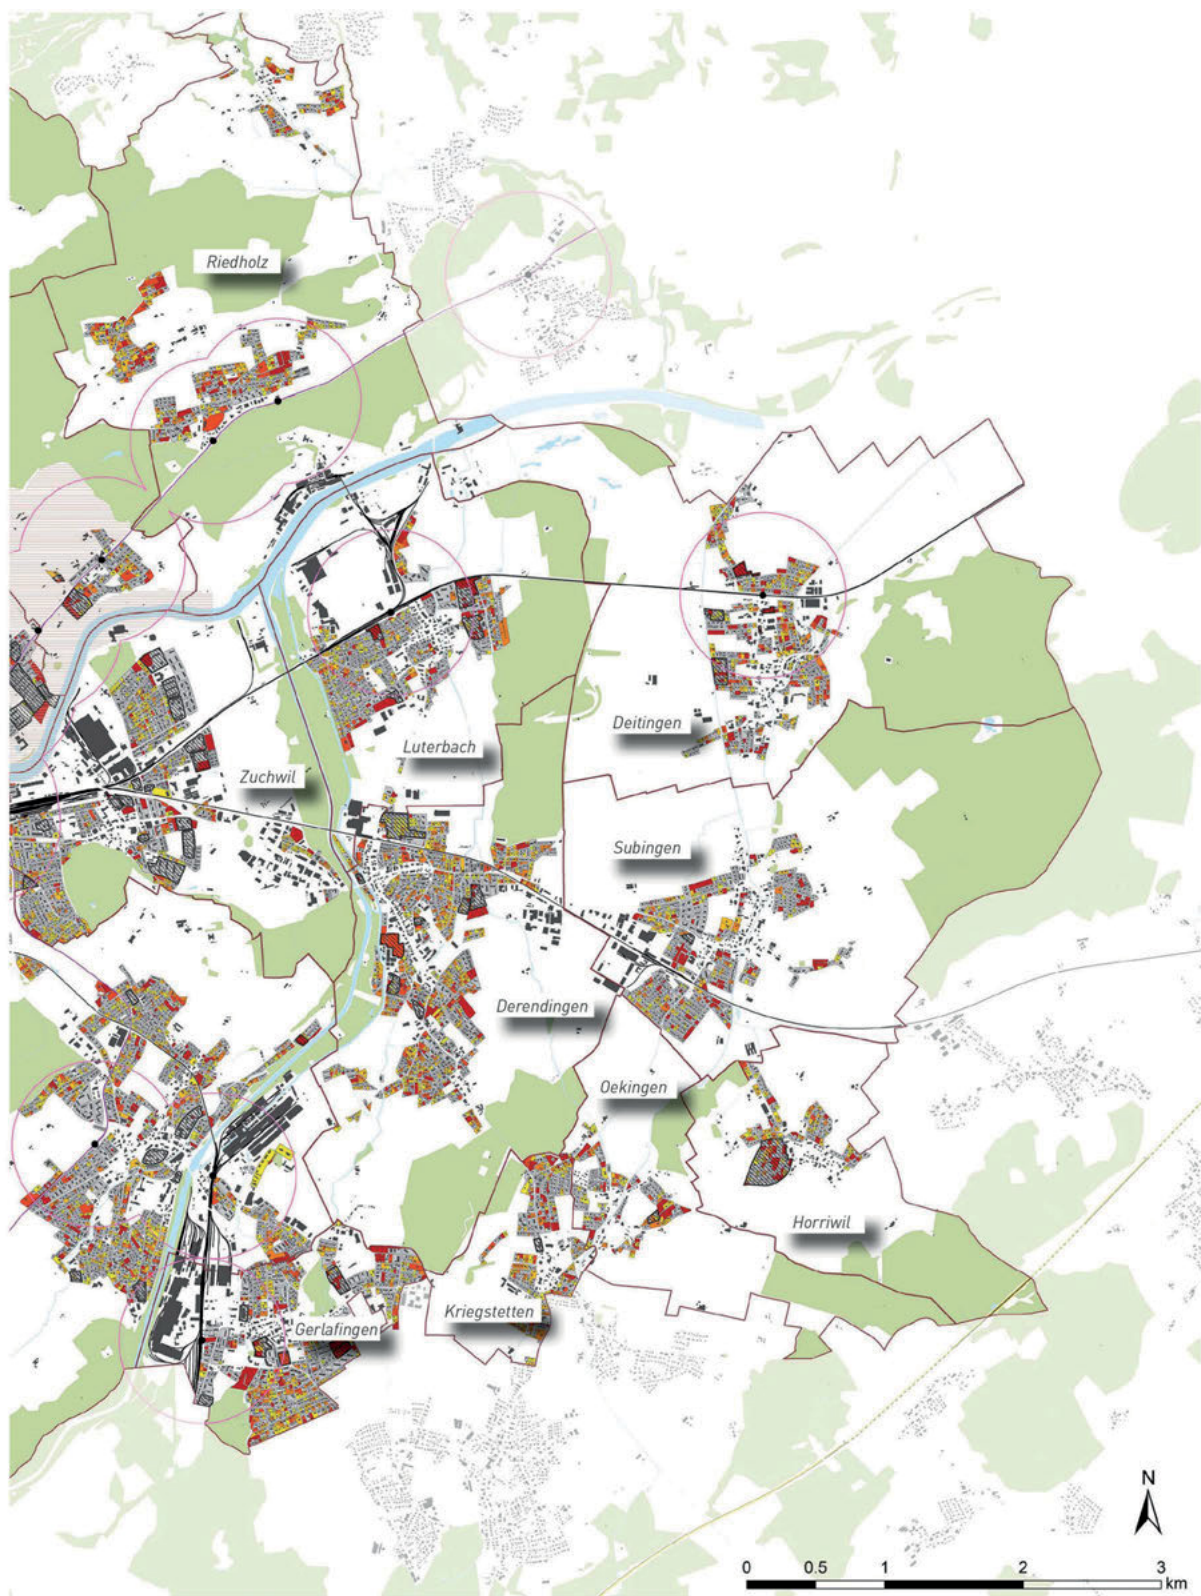 Riedholz
Deitingen
Luterbach
Zuchwil
Subingen
Derendingen
Oekingen
Horriwil
Kriegstetten
Gerlafingen
N
0 0.5 1 2 3
km